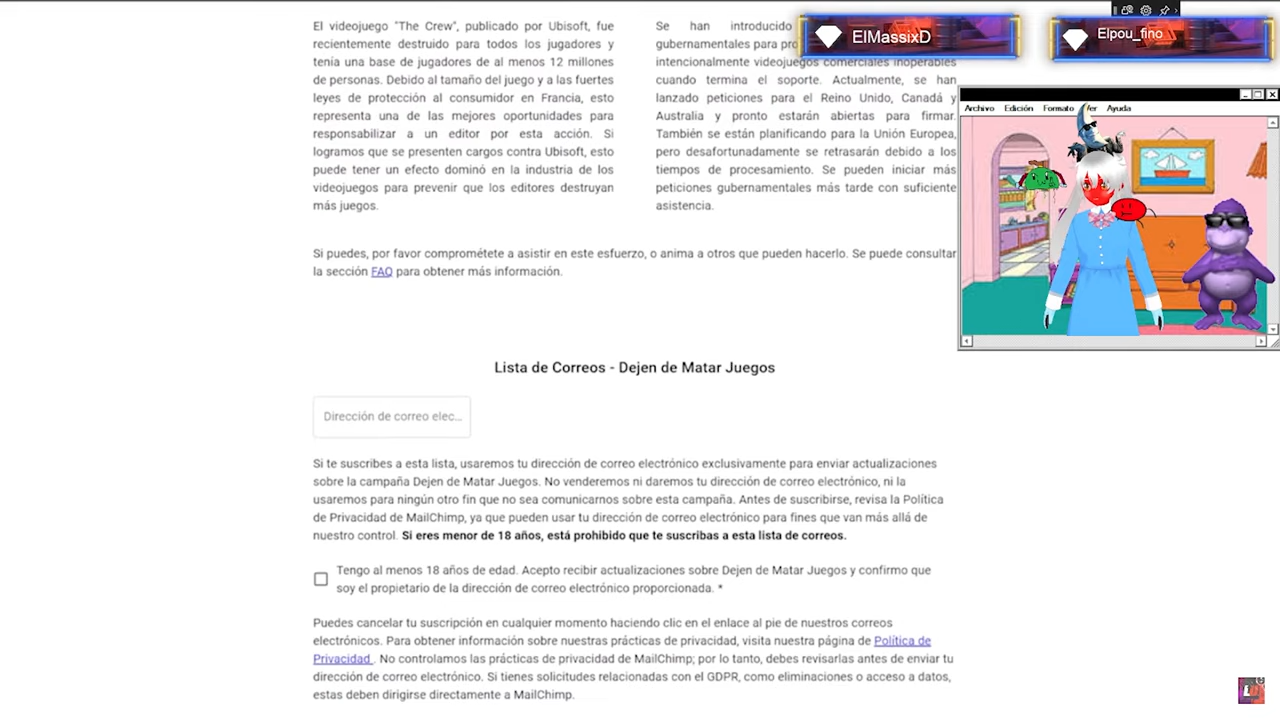 El videojuego "The Crew", publicado por Ubisoft, fue
recientemente destruido para todos los jugadores y
tenía una base de jugadores de al menos 12 millones
de personas. Debido al tamaño del juego y a las fuertes
leyes de protección al consumidor en Francia, esto
representa una de las mejores oportunidades para
responsabilizar a un editor por esta acción. Si
logramos que se presenten cargos contra Ubisoft, esto
puede tener un efecto dominó en la industria de los
videojuegos para prevenir que los editores destruyan
más juegos.
Se han introducido
gubernamentales para
intencionalmente videojuegos comerciales inoperables
cuando termina el soporte. Actualmente, se han
lanzado peticiones para el Reino Unido, Canadá y
Australia y pronto estarán abiertas para firmar.
También se están planificando para la Unión Europea,
pero desafortunadamente se retrasarán debido a los
tiempos de procesamiento. Se pueden iniciar más
peticiones gubernamentales más tarde con suficiente
asistencia.
ElMassixD
Elpou_fino
Archivo Edición Formato Ver Ayuda
Si puedes, por favor comprométete a asistir en este esfuerzo, o anima a otros que pueden hacerlo. Se puede consultar
la sección FAQ para obtener más información.
Lista de Correos - Dejen de Matar Juegos
Dirección de correo elec...
Si te suscribes a esta lista, usaremos tu dirección de correo electrónico exclusivamente para enviar actualizaciones
sobre la campaña Dejen de Matar Juegos. No venderemos ni daremos tu dirección de correo electrónico, ni la
usaremos para ningún otro fin que no sea comunicarnos sobre esta campaña. Antes de suscribirse, revisa la Política
de Privacidad de MailChimp, ya que pueden usar tu dirección de correo electrónico para fines que van más allá de
nuestro control. Si eres menor de 18 años, está prohibido que te suscribas a esta lista de correos.
Tengo al menos 18 años de edad. Acepto recibir actualizaciones sobre Dejen de Matar Juegos y confirmo que
soy el propietario de la dirección de correo electrónico proporcionada. *
Puedes cancelar tu suscripción en cualquier momento haciendo clic en el enlace al pie de nuestros correos
electrónicos. Para obtener información sobre nuestras prácticas de privacidad, visita nuestra página de Política de
Privacidad . No controlamos las prácticas de privacidad de MailChimp; por lo tanto, debes revisarlas antes de enviar tu
dirección de correo electrónico. Si tienes solicitudes relacionadas con el GDPR, como eliminaciones o acceso a datos,
estas deben dirigirse directamente a MailChimp.